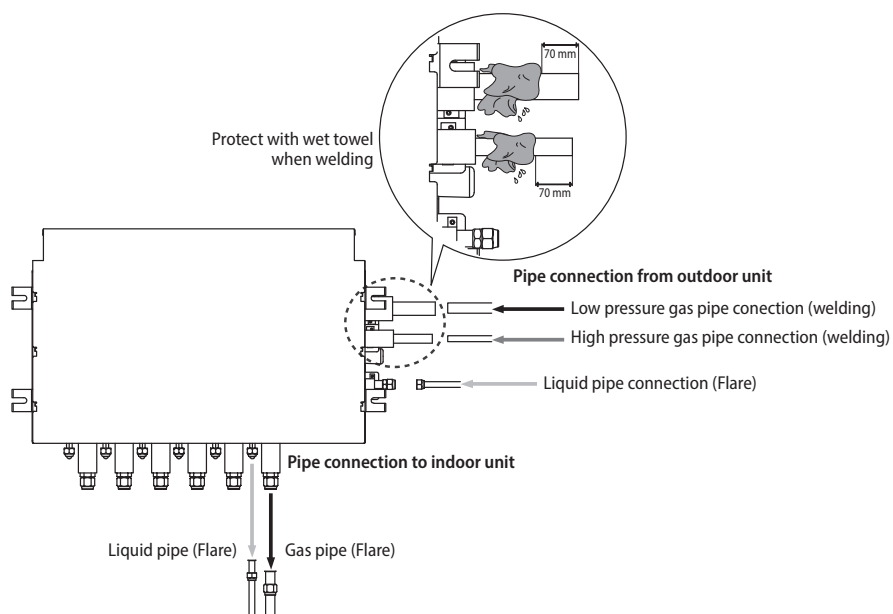 70 mm
Protect with wet towel
when welding
70 mm
Pipe connection from outdoor unit
Low pressure gas pipe conection (welding)
High pressure gas pipe connection (welding)
Liquid pipe connection (Flare)
Pipe connection to indoor unit
Liquid pipe (Flare)
Gas pipe (Flare)